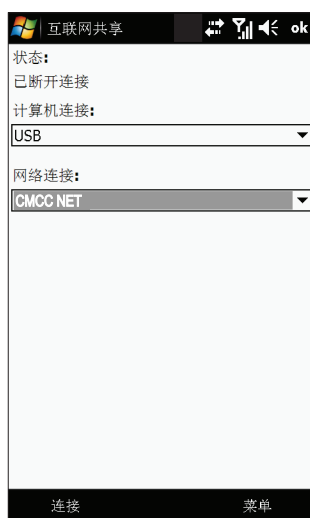 互联网共享 ok
状态:
已断开连接
计算机连接:
USB
网络连接:
CMCC NET
连接 菜单